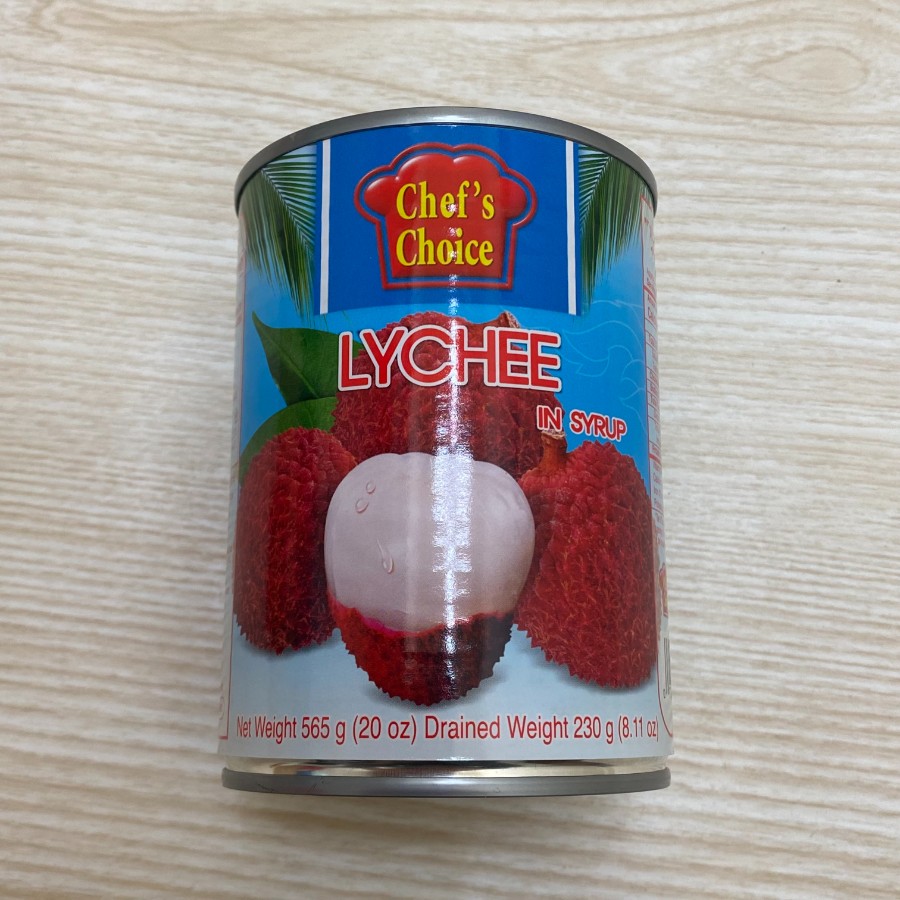 Chef's
Choice
LYCHEE
IN SYRUP
Net Weight 565 g (20 oz) Drained Weight 230 g (8.11 oz)